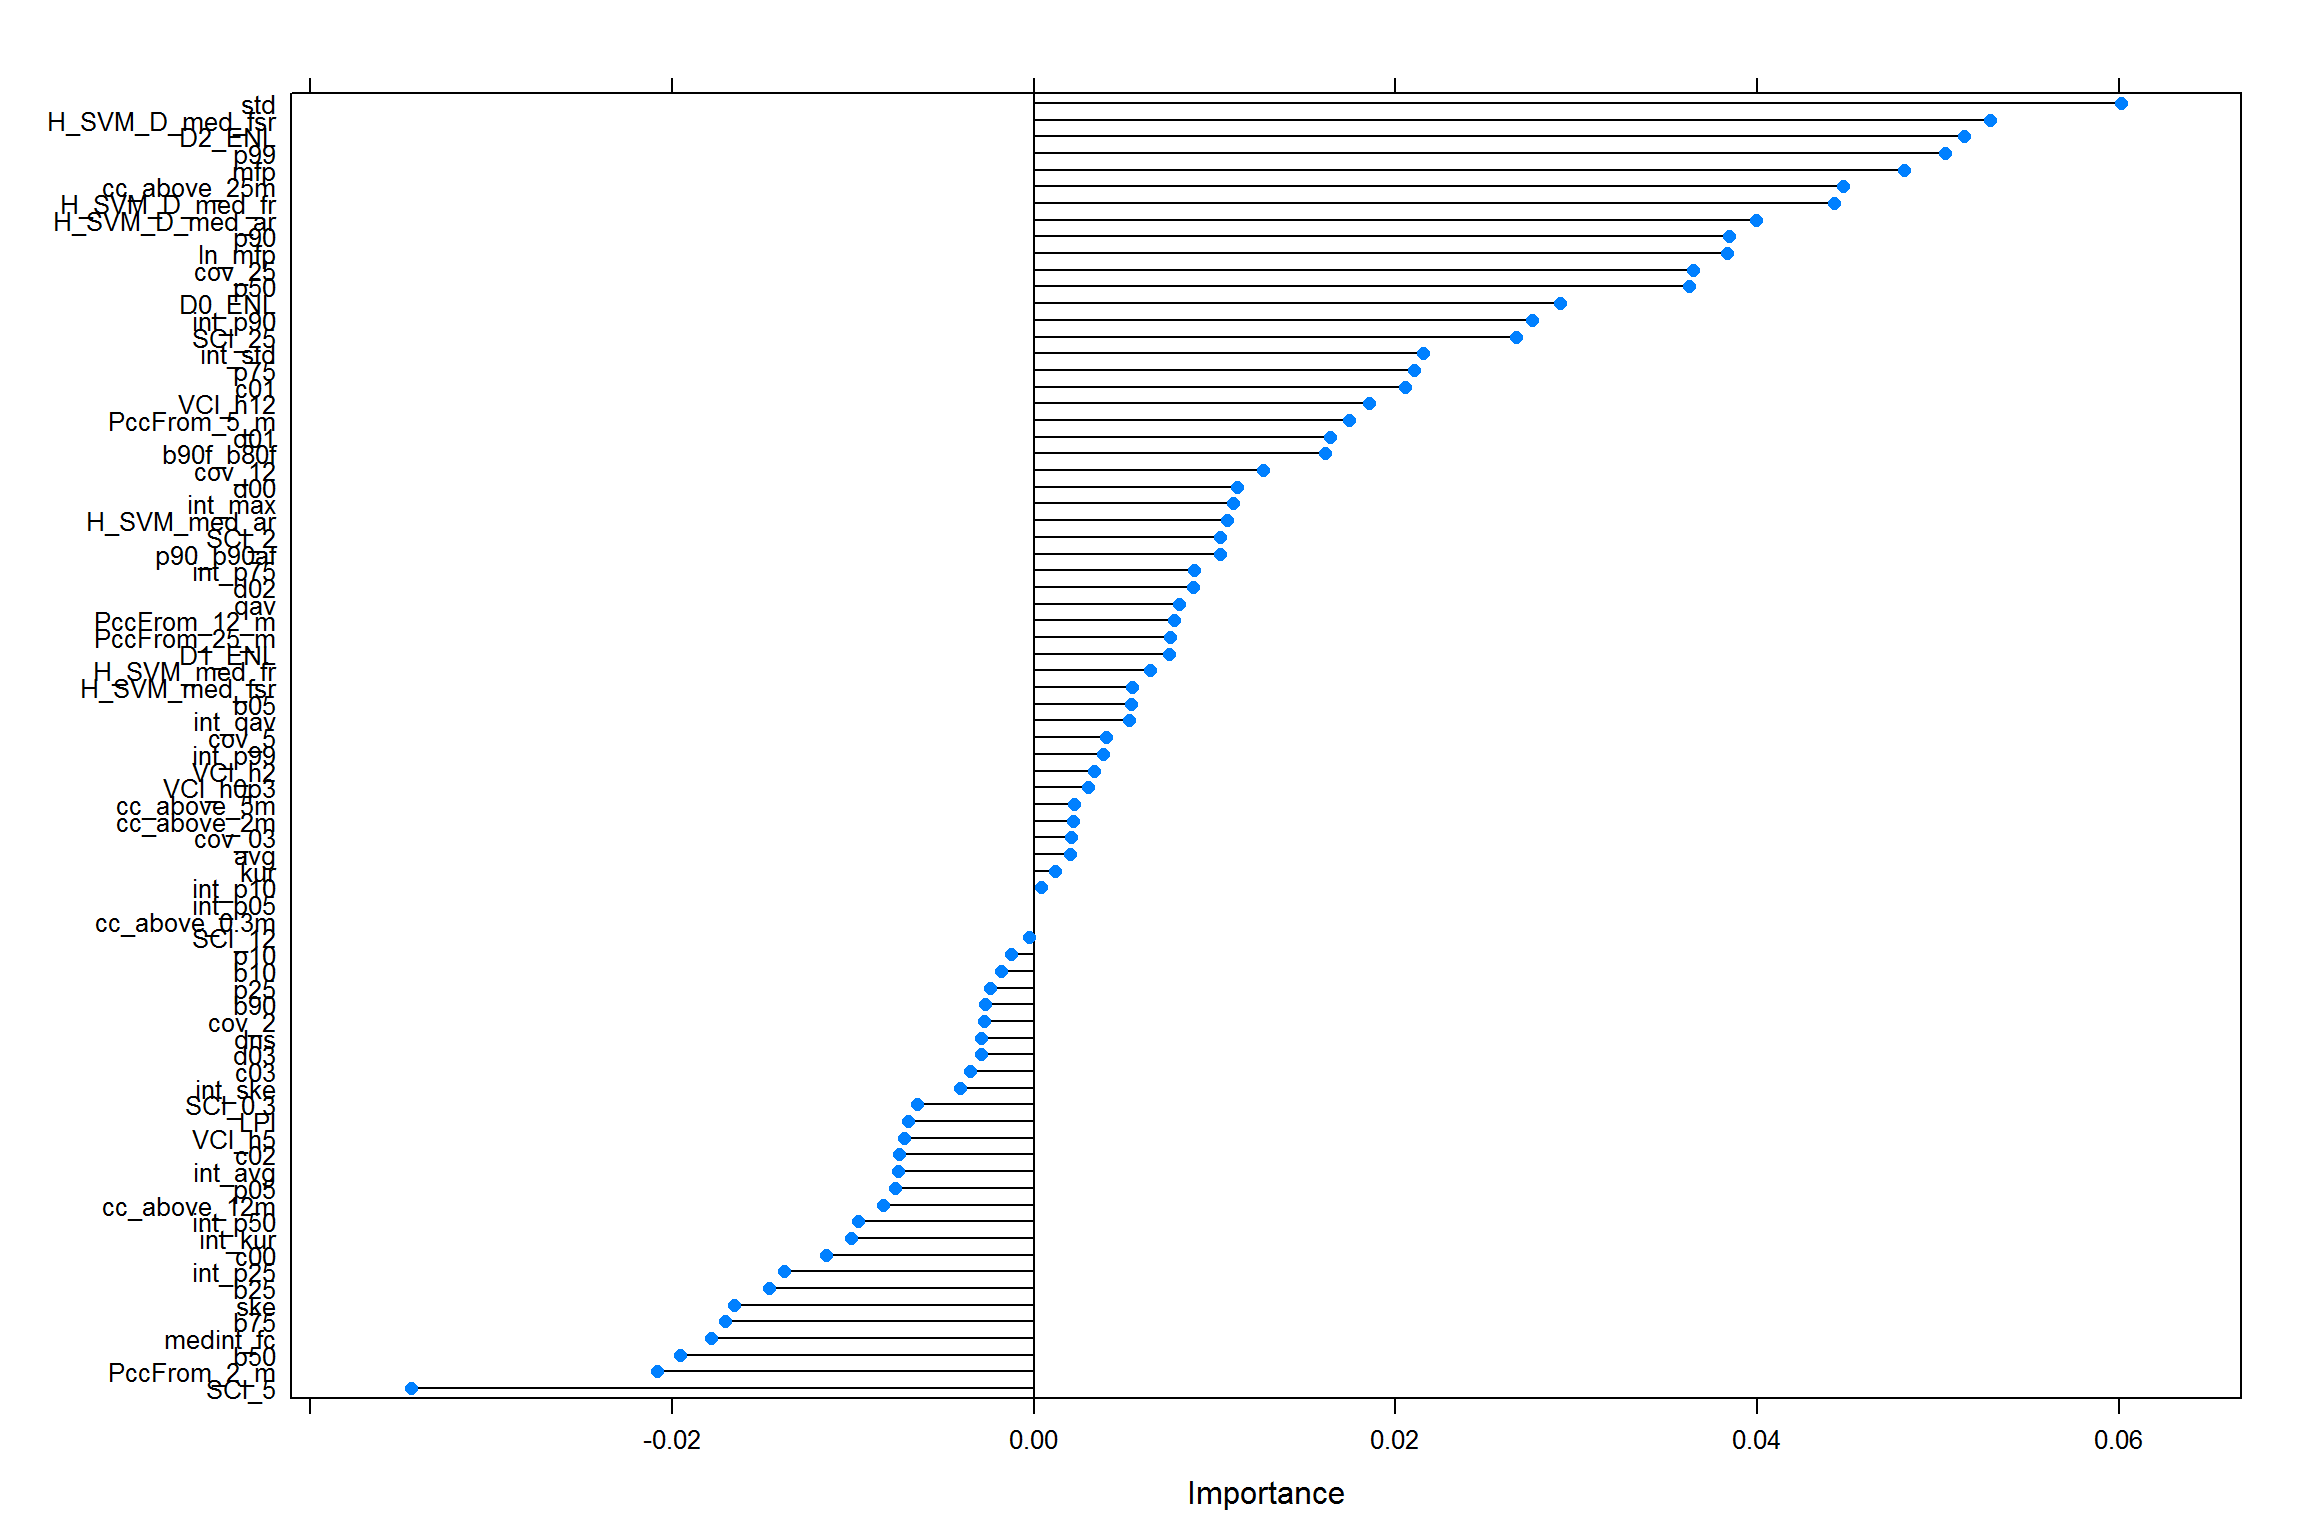 std
H_SVM_D_med_fsr
D2_ENL
p99
mfp
cc_above_25m
H_SVM_D_med_fr
H_SVM_D_med_ar
p90
ln_mfp
cov_25
p50
D0_ENL
int_p90
SCI_25
int_std
p75
c01
VCI_h12
PccFrom_5_m
d01
b90f_b80f
cov_12
d00
int_max
H_SVM_med_ar
SCI_2
p90_b90af
int_p75
d02
qav
PccFrom_12_m
PccFrom_25_m
D1_ENL
H_SVM_med_fr
H_SVM_med_fsr
b05
int_qav
cov_5
int_p99
VCI_h2
VCI_h0p3
cc_above_5m
cc_above_2m
cov_03
avg
kur
int_p10
int_p05
cc_above_0.3m
SCI_12
p10
b10
p25
b90
cov_2
dns
d03
c03
int_ske
SCI_0.3
LPI
VCI_h5
c02
int_avg
p05
cc_above_12m
int_p50
int_kur
c00
int_p25
b25
ske
b75
medint_fc
b50
PccFrom_2_m
SCI_5
-0.02 0.00 0.02 0.04 0.06
Importance